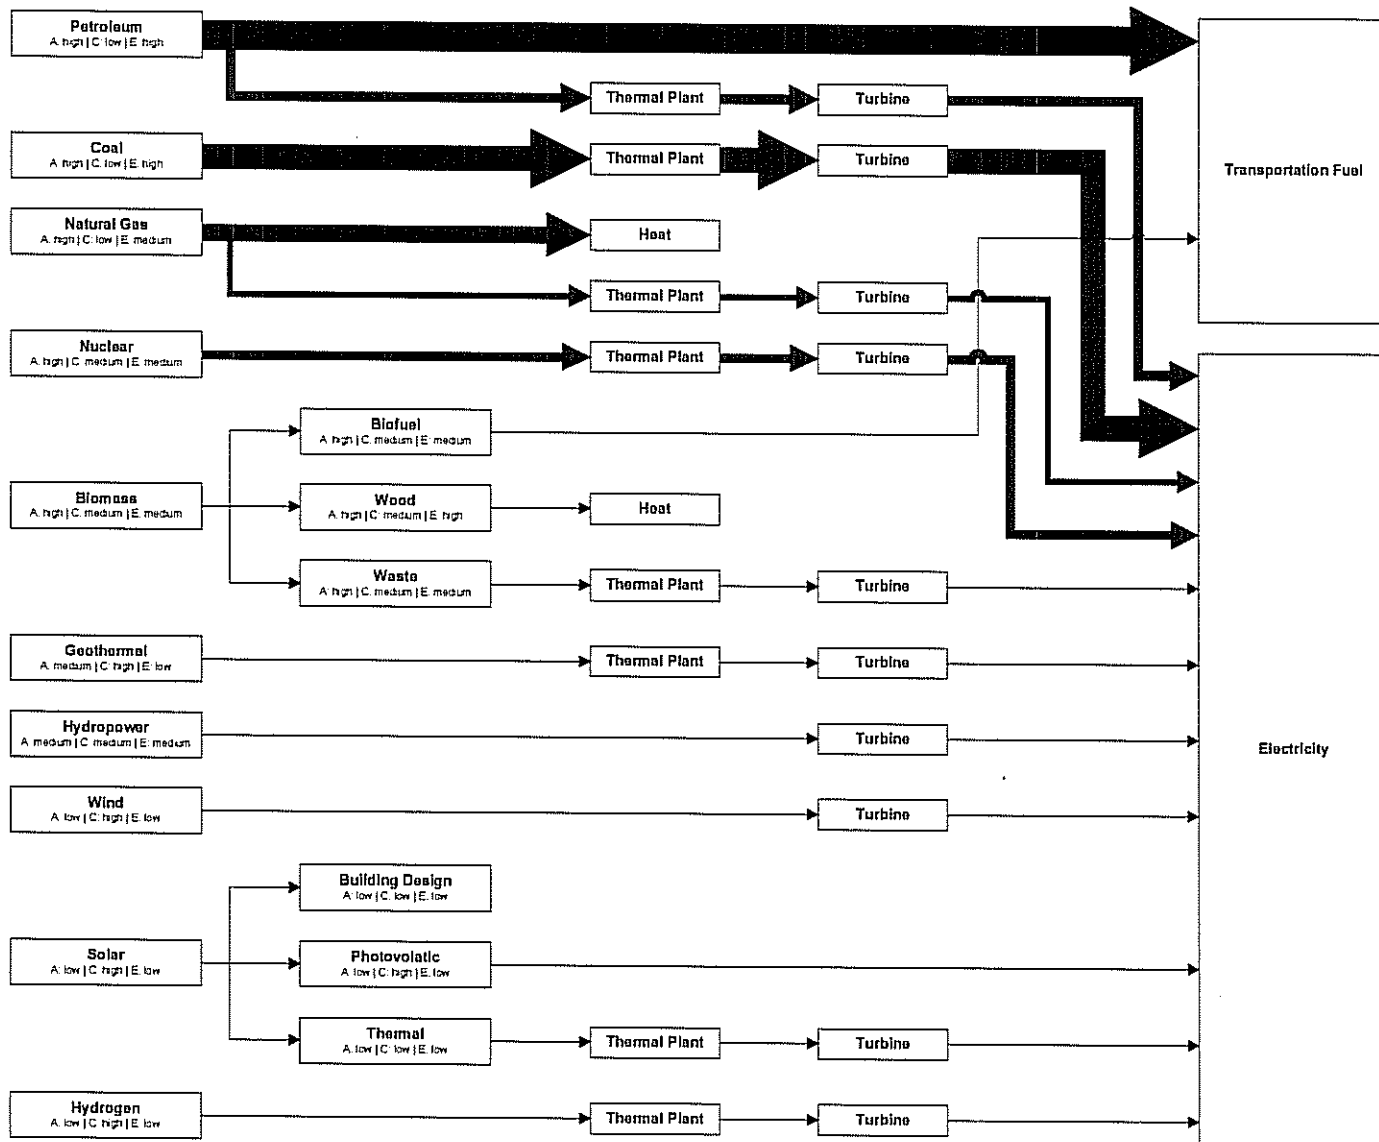 Petroleum
A: high | C: low | E: high
Thermal Plant
Turbine
Coal
A: high | C: low | E: high
Thermal Plant
Turbine
Transportation Fuel
Natural Gas
A: high | C: low | E: medium
Heat
Thermal Plant
Turbine
Nuclear
A: high | C: medium | E: medium
Thermal Plant
Turbine
Biofuel
A: high | C: medium | E: medium
Biomass
A: high | C: medium | E: medium
Wood
A: high | C: medium | E: high
Heat
Waste
A: high | C: medium | E: medium
Thermal Plant
Turbine
Geothermal
A: medium | C: high | E: low
Thermal Plant
Turbine
Hydropower
A: medium | C: medium | E: medium
Turbine
Electricity
Wind
A: low | C: high | E: low
Turbine
Building Design
A: low | C: low | E: low
Solar
A: low | C: high | E: low
Photovolatic
A: low | C: high | E: low
Thermal
A: low | C: low | E: low
Thermal Plant
Turbine
Hydrogen
A: low | C: high | E: low
Thermal Plant
Turbine